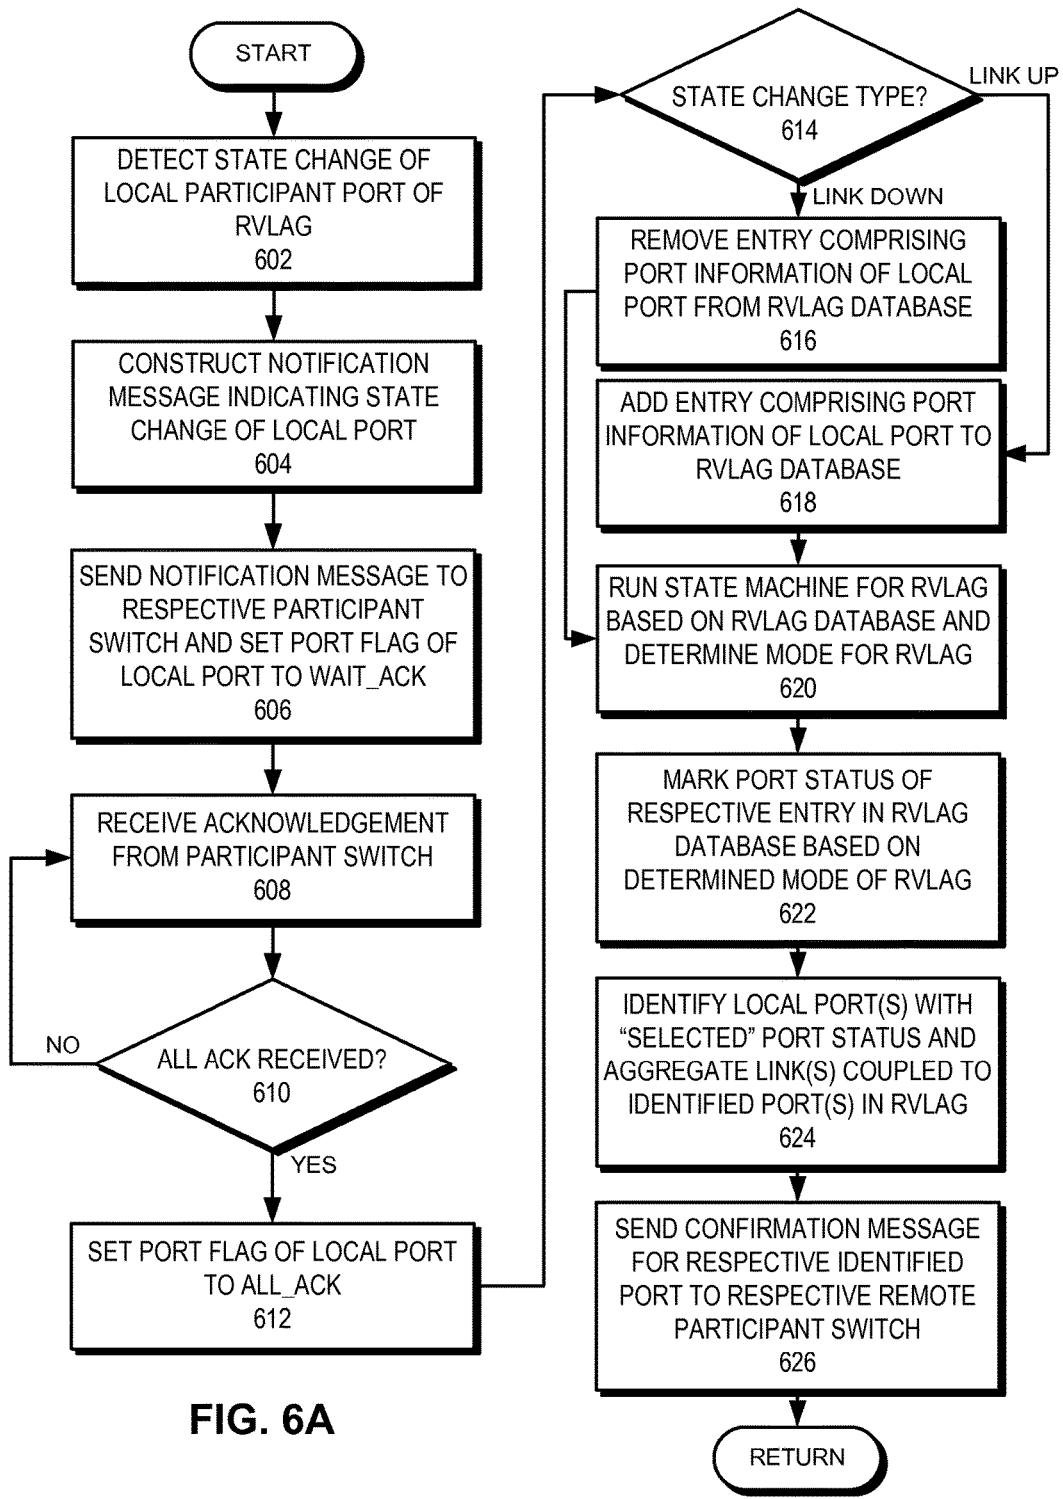 START
DETECT STATE CHANGE OF
LOCAL PARTICIPANT PORT OF
RVLAG
602
CONSTRUCT NOTIFICATION
MESSAGE INDICATING STATE
CHANGE OF LOCAL PORT
604
SEND NOTIFICATION MESSAGE TO
RESPECTIVE PARTICIPANT
SWITCH AND SET PORT FLAG OF
LOCAL PORT TO WAIT_ACK
606
RECEIVE ACKNOWLEDGEMENT
FROM PARTICIPANT SWITCH
608
NO
ALL ACK RECEIVED?
610
YES
SET PORT FLAG OF LOCAL PORT
TO ALL_ACK
612
FIG. 6A
STATE CHANGE TYPE?
614
LINK UP
LINK DOWN
REMOVE ENTRY COMPRISING
PORT INFORMATION OF LOCAL
PORT FROM RVLAG DATABASE
616
ADD ENTRY COMPRISING PORT
INFORMATION OF LOCAL PORT TO
RVLAG DATABASE
618
RUN STATE MACHINE FOR RVLAG
BASED ON RVLAG DATABASE AND
DETERMINE MODE FOR RVLAG
620
MARK PORT STATUS OF
RESPECTIVE ENTRY IN RVLAG
DATABASE BASED ON
DETERMINED MODE OF RVLAG
622
IDENTIFY LOCAL PORT(S) WITH
“SELECTED” PORT STATUS AND
AGGREGATE LINK(S) COUPLED TO
IDENTIFIED PORT(S) IN RVLAG
624
SEND CONFIRMATION MESSAGE
FOR RESPECTIVE IDENTIFIED
PORT TO RESPECTIVE REMOTE
PARTICIPANT SWITCH
626
RETURN